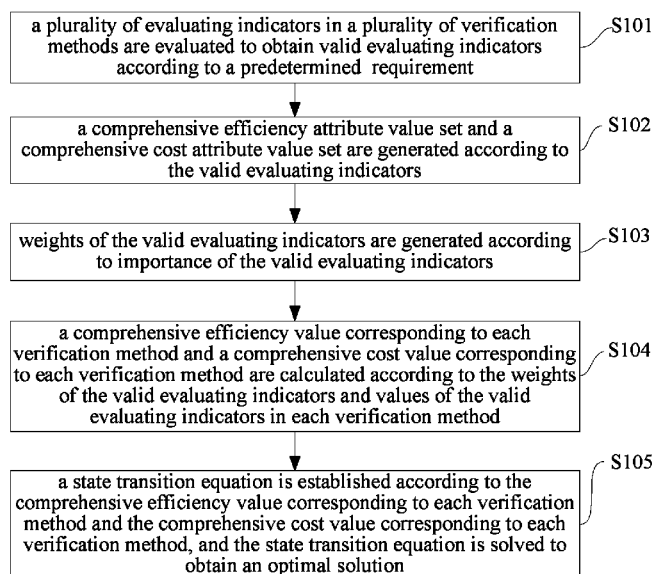 a plurality of evaluating indicators in a plurality of verification
methods are evaluated to obtain valid evaluating indicators
according to a predetermined requirement
S101
a comprehensive efficiency attribute value set and a
comprehensive cost attribute value set are generated according to
the valid evaluating indicators
S102
weights of the valid evaluating indicators are generated according
to importance of the valid evaluating indicators
S103
a comprehensive efficiency value corresponding to each
verification method and a comprehensive cost value corresponding
to each verification method are calculated according to the weights
of the valid evaluating indicators and values of the valid
evaluating indicators in each verification method
S104
a state transition equation is established according to the
comprehensive efficiency value corresponding to each verification
method and the comprehensive cost value corresponding to each
verification method, and the state transition equation is solved to
obtain an optimal solution
S105